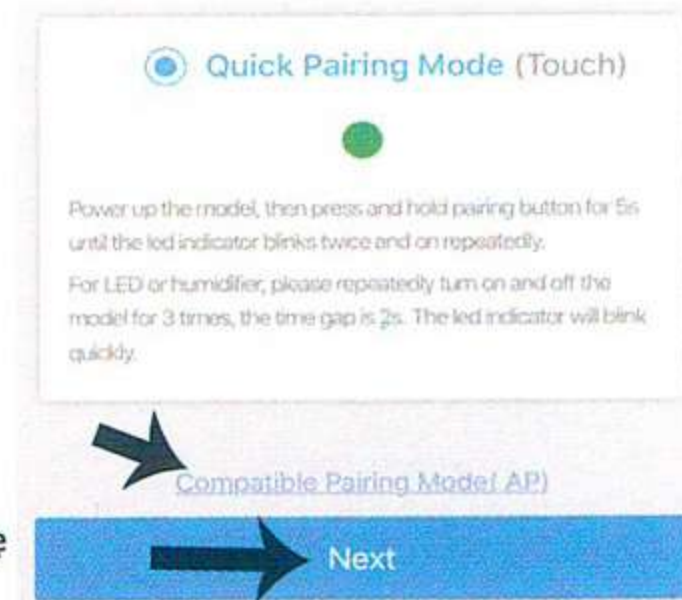 Quick Pairing Mode (Touch)
Power up the model, then press and hold pairing button for 5s
until the led indicator blinks twice and on repeatedly.
For LED or humidifier, please repeatedly turn on and off the
model for 3 times, the time gap is 2s. The led indicator will blink
quickly.
Compatible Pairing Mode( AP)
Next